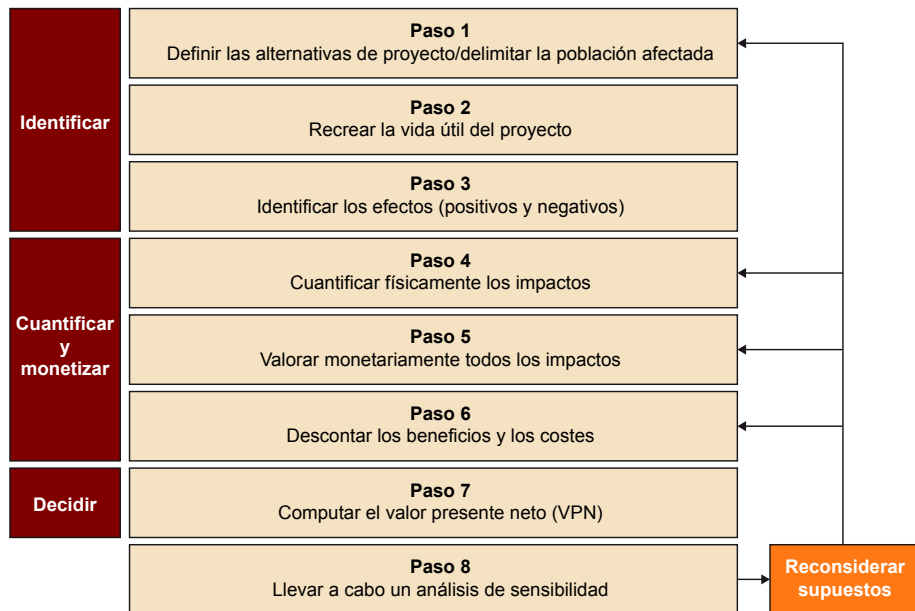 Identificar
Paso 1
Definir las alternativas de proyecto/delimitar la población afectada
Paso 2
Recrear la vida útil del proyecto
Paso 3
Identificar los efectos (positivos y negativos)
Cuantificar
y
monetizar
Paso 4
Cuantificar físicamente los impactos
Paso 5
Valorar monetariamente todos los impactos
Paso 6
Descontar los beneficios y los costes
Decidir
Paso 7
Computar el valor presente neto (VPN)
Paso 8
Llevar a cabo un análisis de sensibilidad
Reconsiderar
supuestos